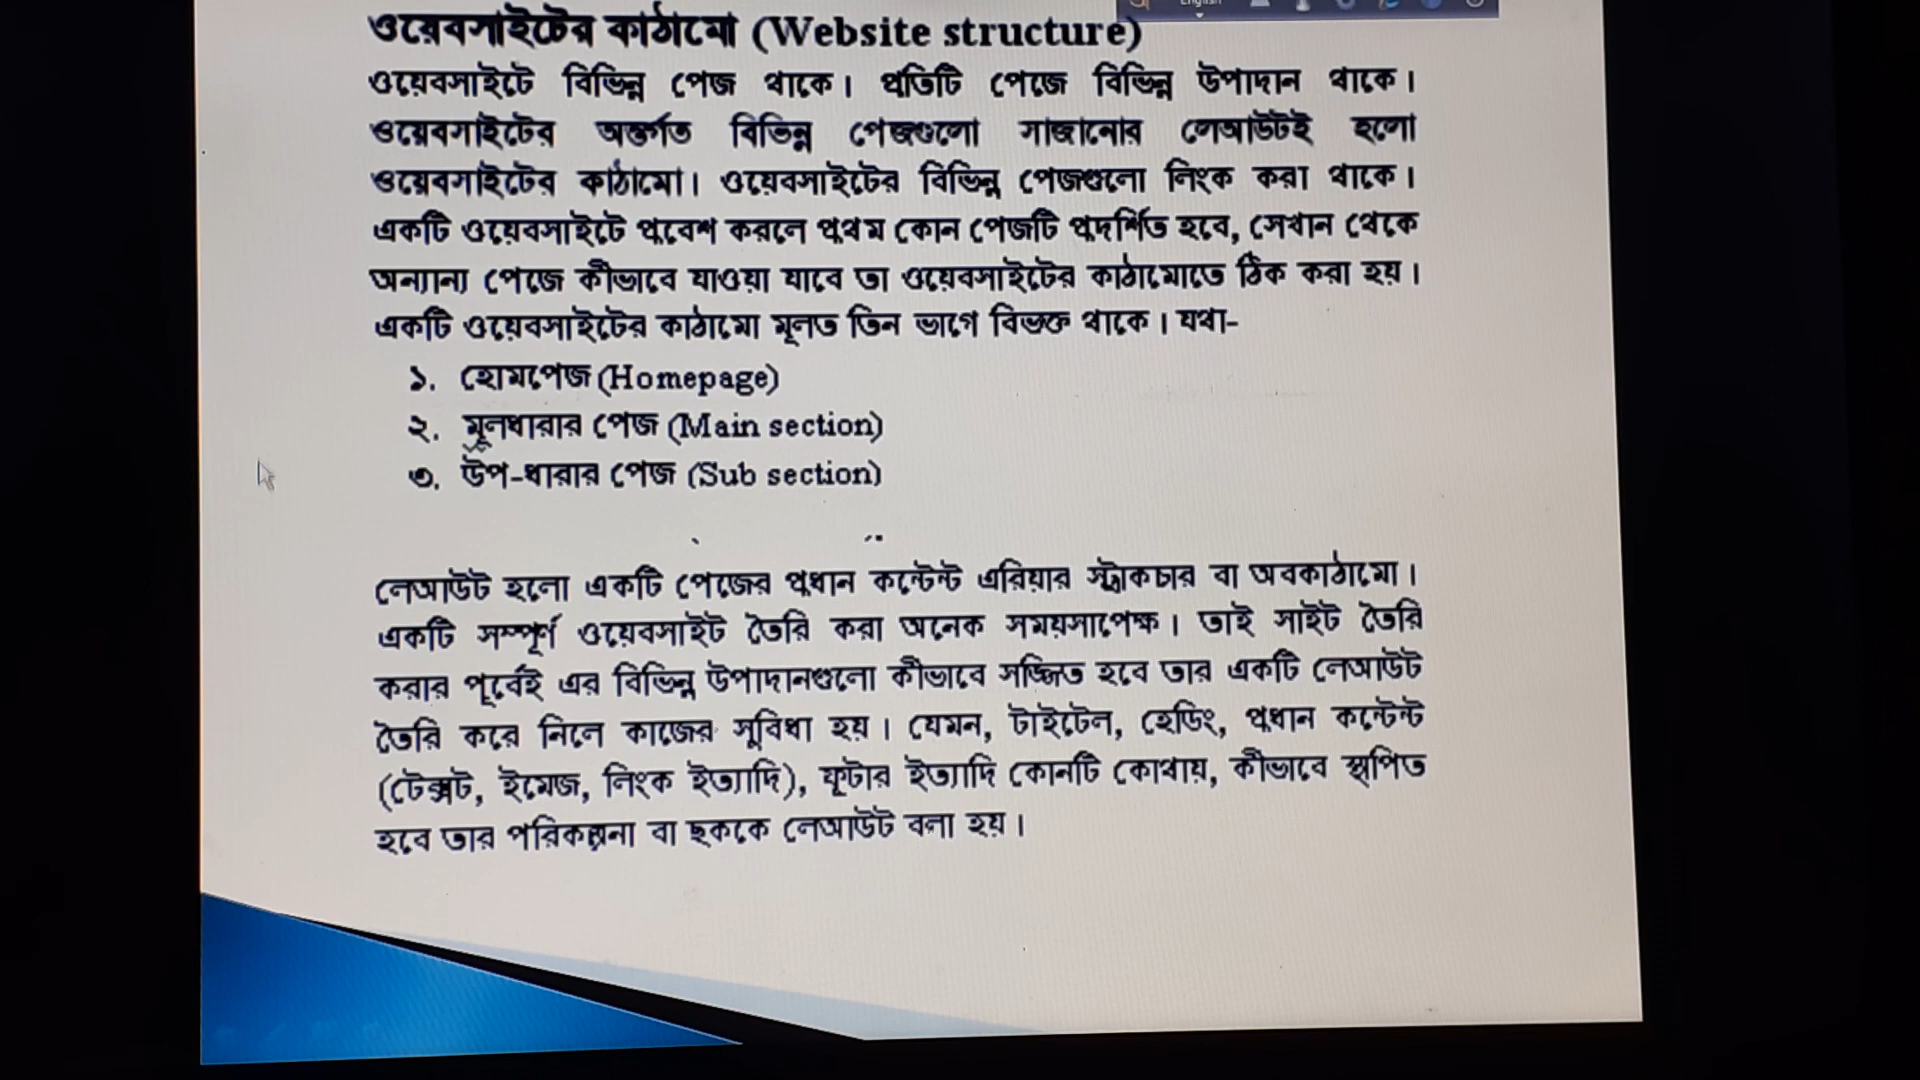 English
ওয়েবসাইটের কাঠামো (Website structure)
ওয়েবসাইটে বিভিন্ন পেজ থাকে। প্রতিটি পেজে বিভিন্ন উপাদান থাকে।
ওয়েবসাইটের অন্তর্গত বিভিন্ন পেজগুলো সাজানোর লেআউটই হলো
ওয়েবসাইটের কাঠামো। ওয়েবসাইটের বিভিন্ন পেজগুলো লিংক করা থাকে।
একটি ওয়েবসাইটে প্রবেশ করলে প্রথম কোন পেজটি প্রদর্শিত হবে, সেখান থেকে
অন্যান্য পেজে কীভাবে যাওয়া যাবে তা ওয়েবসাইটের কাঠামোতে ঠিক করা হয়।
একটি ওয়েবসাইটের কাঠামো মূলত তিন ভাগে বিভক্ত থাকে। যথা-
১. হোমপেজ (Homepage)
২. মূলধারার পেজ (Main section)
৩. উপ-ধারার পেজ (Sub section)
লেআউট হলো একটি পেজের প্রধান কন্টেন্ট এরিয়ার স্ট্রাকচার বা অবকাঠামো।
একটি সম্পূর্ণ ওয়েবসাইট তৈরি করা অনেক সময়সাপেক্ষ। তাই সাইট তৈরি
করার পূর্বেই এর বিভিন্ন উপাদানগুলো কীভাবে সজ্জিত হবে তার একটি লেআউট
তৈরি করে নিলে কাজের সুবিধা হয়। যেমন, টাইটেল, হেডিং, প্রধান কন্টেন্ট
(টেক্সট, ইমেজ, লিংক ইত্যাদি), ফূটার ইত্যাদি কোনটি কোথায়, কীভাবে স্থাপিত
হবে তার পরিকল্পনা বা ছককে লেআউট বলা হয়।